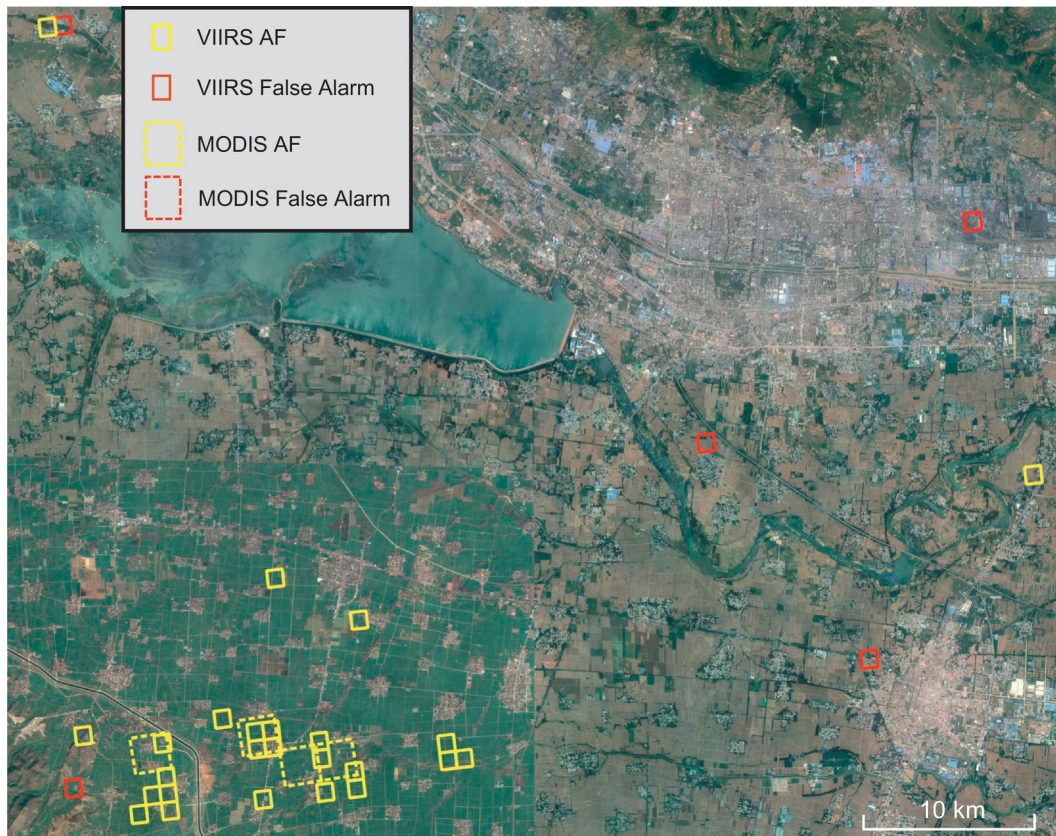 VIIRS AF
VIIRS False Alarm
MODIS AF
MODIS False Alarm
10 km